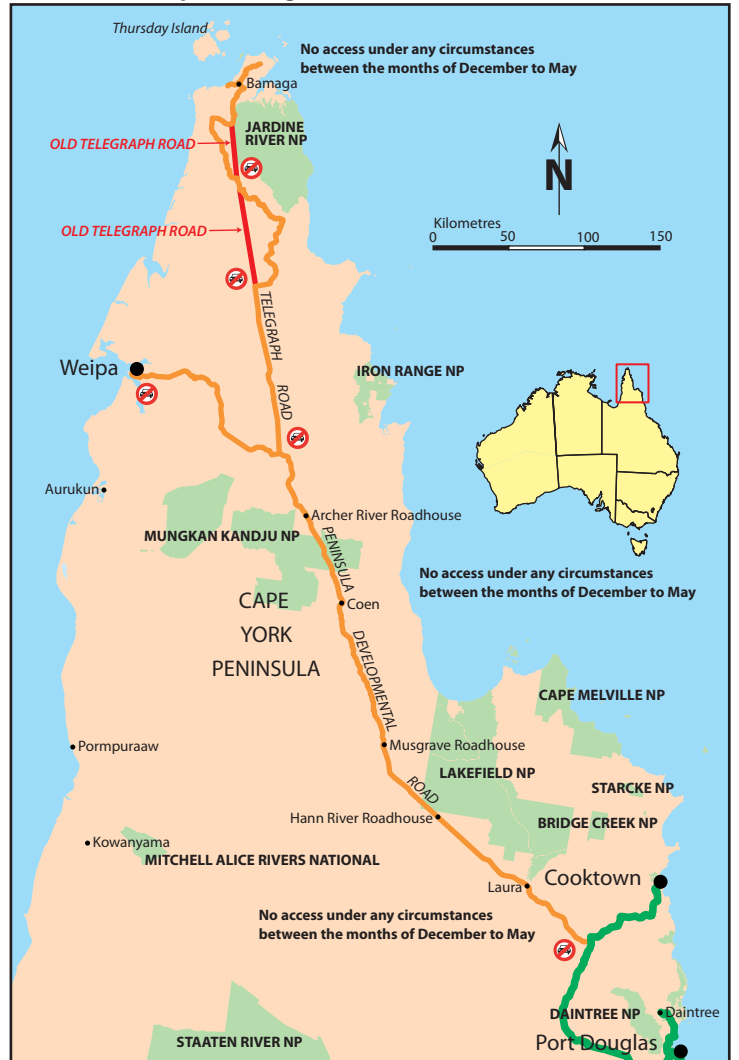 Thursday Island
No access under any circumstances
between the months of December to May
Bamaga
JARDINE
RIVER NP
OLD TELEGRAPH ROAD
N
Kilometres
0 50 100 150
OLD TELEGRAPH ROAD
TELEGRAPH
ROAD
Weipa
IRON RANGE NP
Aurukun
Archer River Roadhouse
MUNGKAN KANDJU NP
PENINSULA
No access under any circumstances
between the months of December to May
CAPE
YORK
PENINSULA
Coen
DEVELOPMENTAL
CAPE MELVILLE NP
Pormpuraaw
Musgrave Roadhouse
LAKEFIELD NP
ROAD
STARCKE NP
Hann River Roadhouse
BRIDGE CREEK NP
Kowanyama
MITCHELL ALICE RIVERS NATIONAL
Laura
Cooktown
No access under any circumstances
between the months of December to May
DAINTREE NP
Daintree
STAATEN RIVER NP
Port Douglas